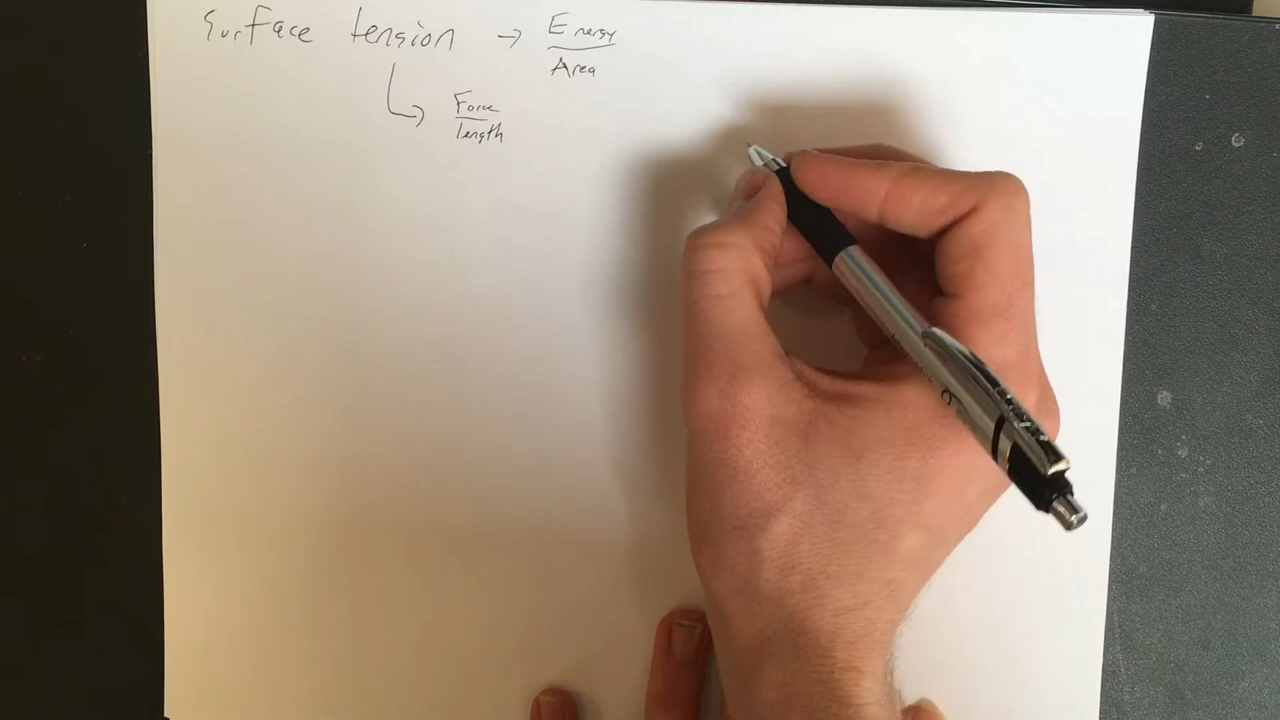 Surface tension → Energy
Area
Force
length